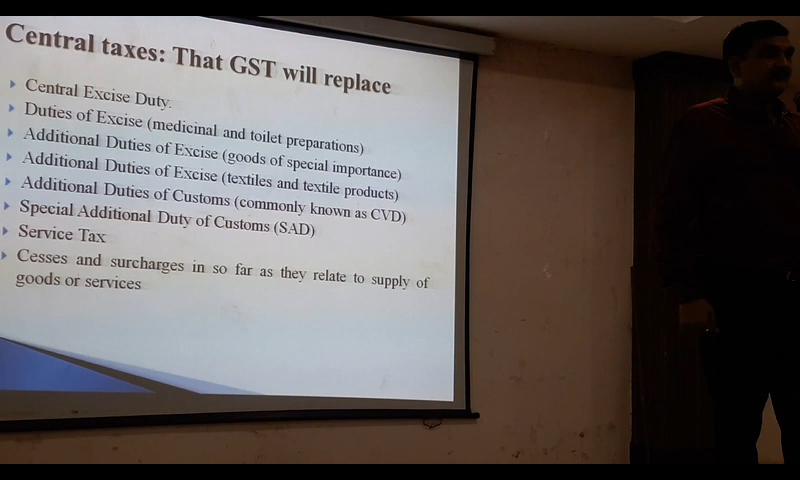 Central taxes: That GST will replace
Central Excise Duty.
Duties of Excise (medicinal and toilet preparations)
Additional Duties of Excise (goods of special importance)
Additional Duties of Excise (textiles and textile products)
Additional Duties of Customs (commonly known as CVD)
Special Additional Duty of Customs (SAD)
Service Tax
Cesses and surcharges in so far as they relate to supply of
goods or services